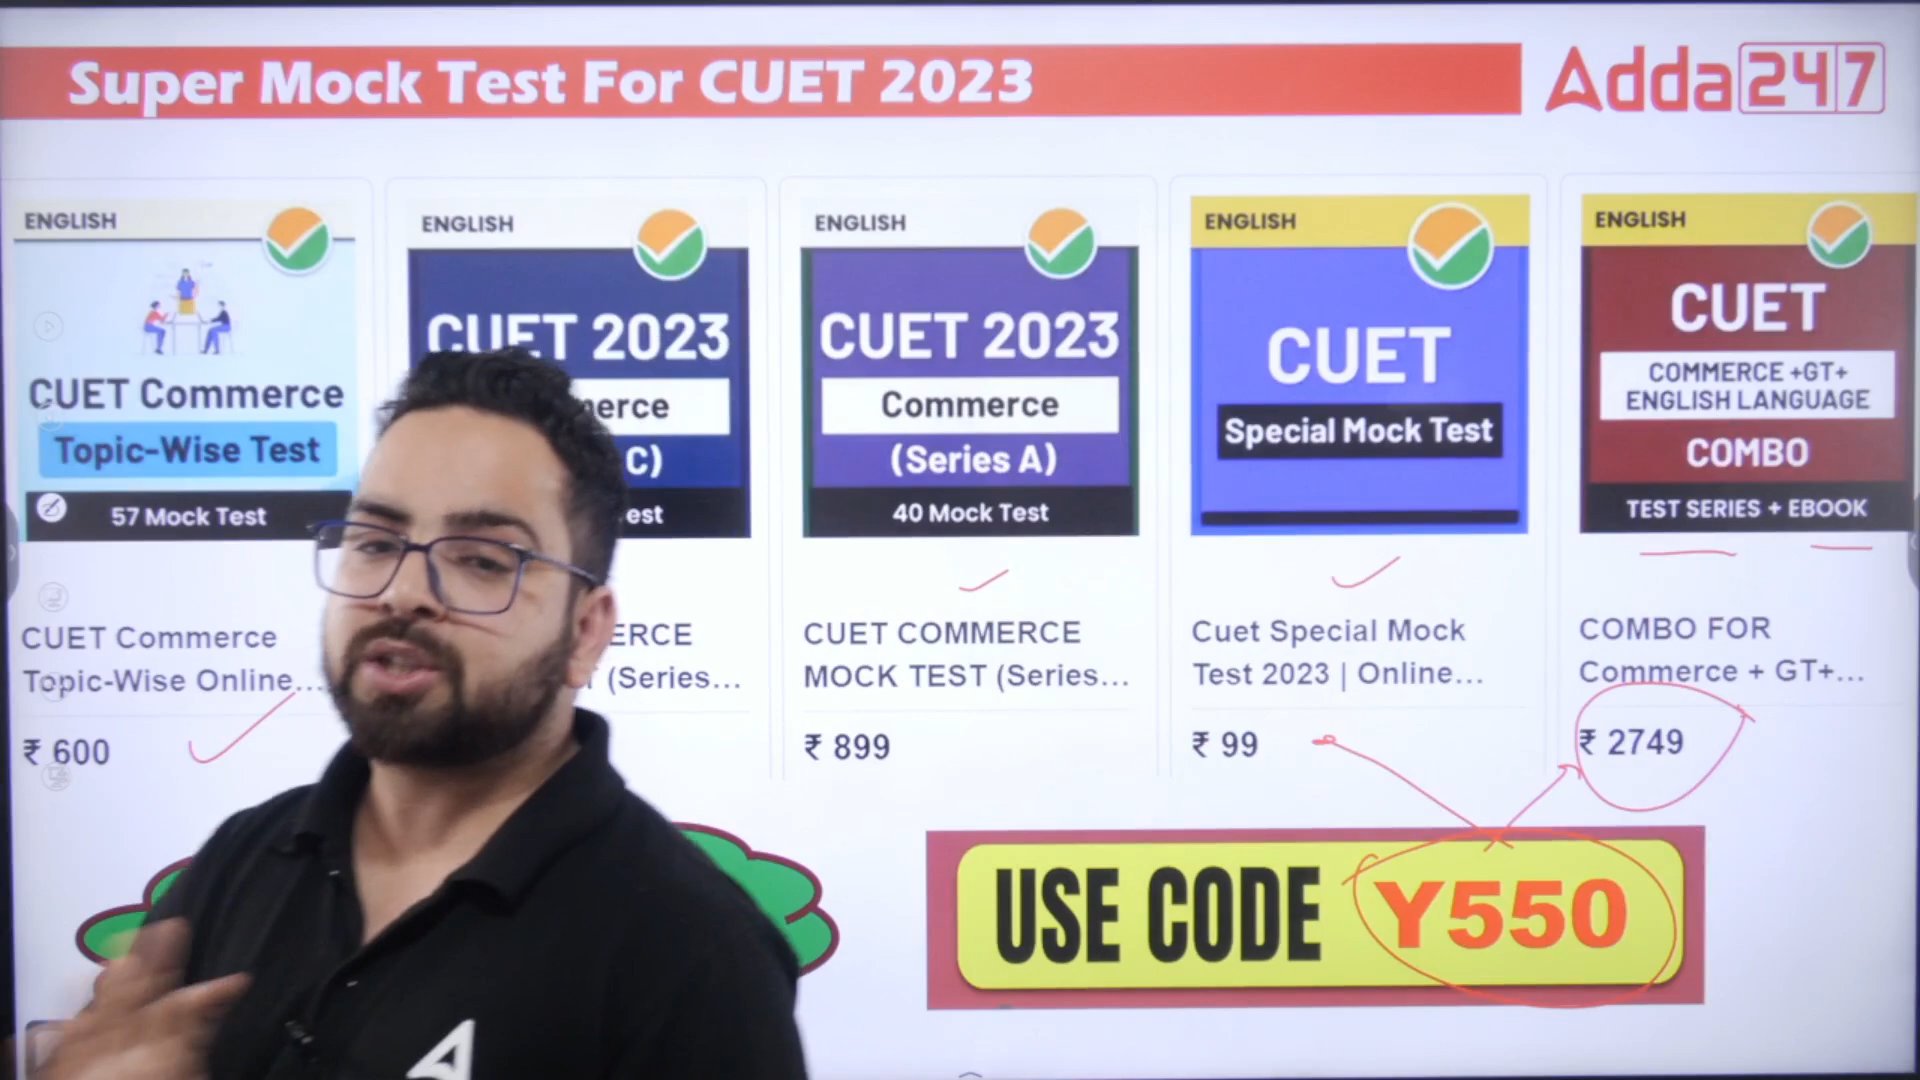 Super Mock Test For CUET 2023
Adda247
ENGLISH
CUET Commerce
Topic-Wise Test
57 Mock Test
CUET Commerce
Topic-Wise Online...
₹ 600
ENGLISH
CUET 2023
C)
(Series...
ENGLISH
CUET 2023
Commerce
(Series A)
40 Mock Test
CUET COMMERCE
MOCK TEST (Series...
₹ 899
ENGLISH
CUET
Special Mock Test
Cuet Special Mock
Test 2023 | Online...
₹ 99
ENGLISH
CUET
COMMERCE +GT+
ENGLISH LANGUAGE
COMBO
TEST SERIES + EBOOK
COMBO FOR
Commerce + GT+...
₹ 2749
USE CODE Y550